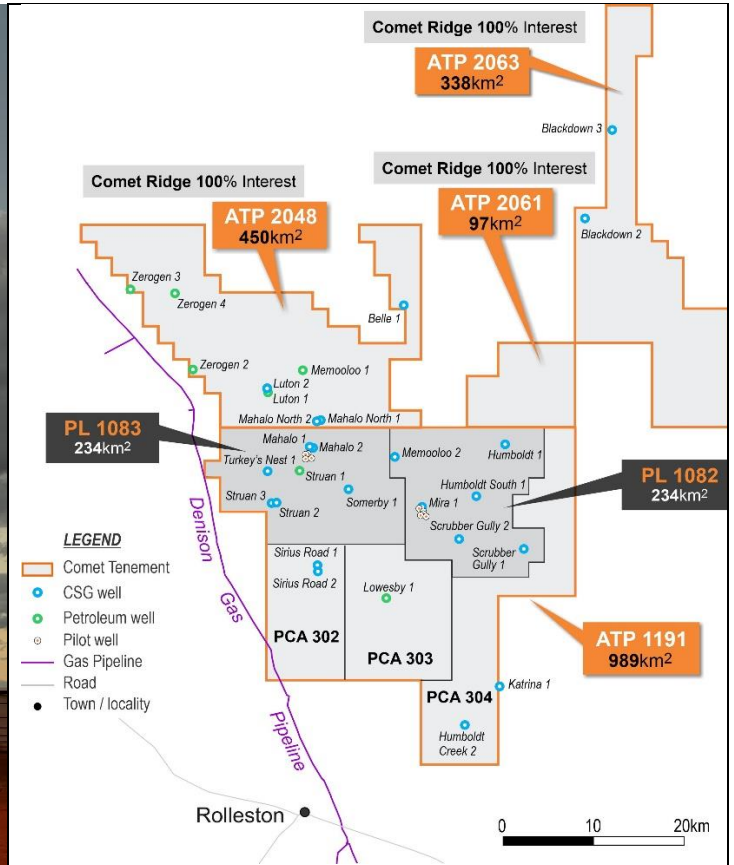 Comet Ridge 100% Interest
ATP 2063
338km²
Blackdown 3
Comet Ridge 100% Interest
Comet Ridge 100% Interest
ATP 2048
450km²
ATP 2061
97km²
Blackdown 2
Zerogen 3
Zerogen 4
Belle 1
Zerogen 2
Memooloo 1
Luton 2
Luton 1
Mahalo North 2
Mahalo North 1
PL 1083
234km²
Mahalo 1
Mahalo 2
Memooloo 2
Humboldt 1
Turkey's Nest 1
Struan 1
PL 1082
234km²
Humboldt South 1
Struan 3
Somerby 1
Mira 1
Struan 2
Scrubber Gully 2
Scrubber
Gully 1
LEGEND
Comet Tenement
CSG well
Petroleum well
Pilot well
Gas Pipeline
Road
Town / locality
Denison
Gas
Pipeline
Sirius Road 1
Sirius Road 2
Lowesby 1
PCA 302
PCA 303
ATP 1191
989km²
PCA 304
Katrina 1
Humboldt
Creek 2
Rolleston
0 10 20km